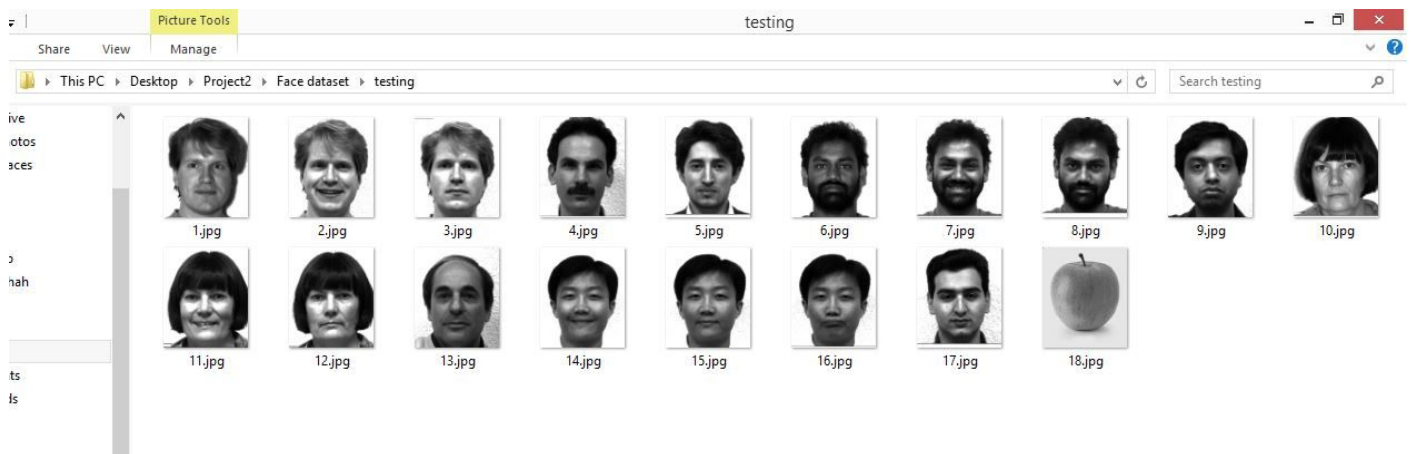 Picture Tools
testing
Share View Manage
This PC Desktop Project2 Face dataset testing
Search testing
ive
otos
aces
hah
ts
ls
1.jpg 2.jpg 3.jpg 4.jpg 5.jpg 6.jpg 7.jpg 8.jpg 9.jpg 10.jpg
11.jpg 12.jpg 13.jpg 14.jpg 15.jpg 16.jpg 17.jpg 18.jpg